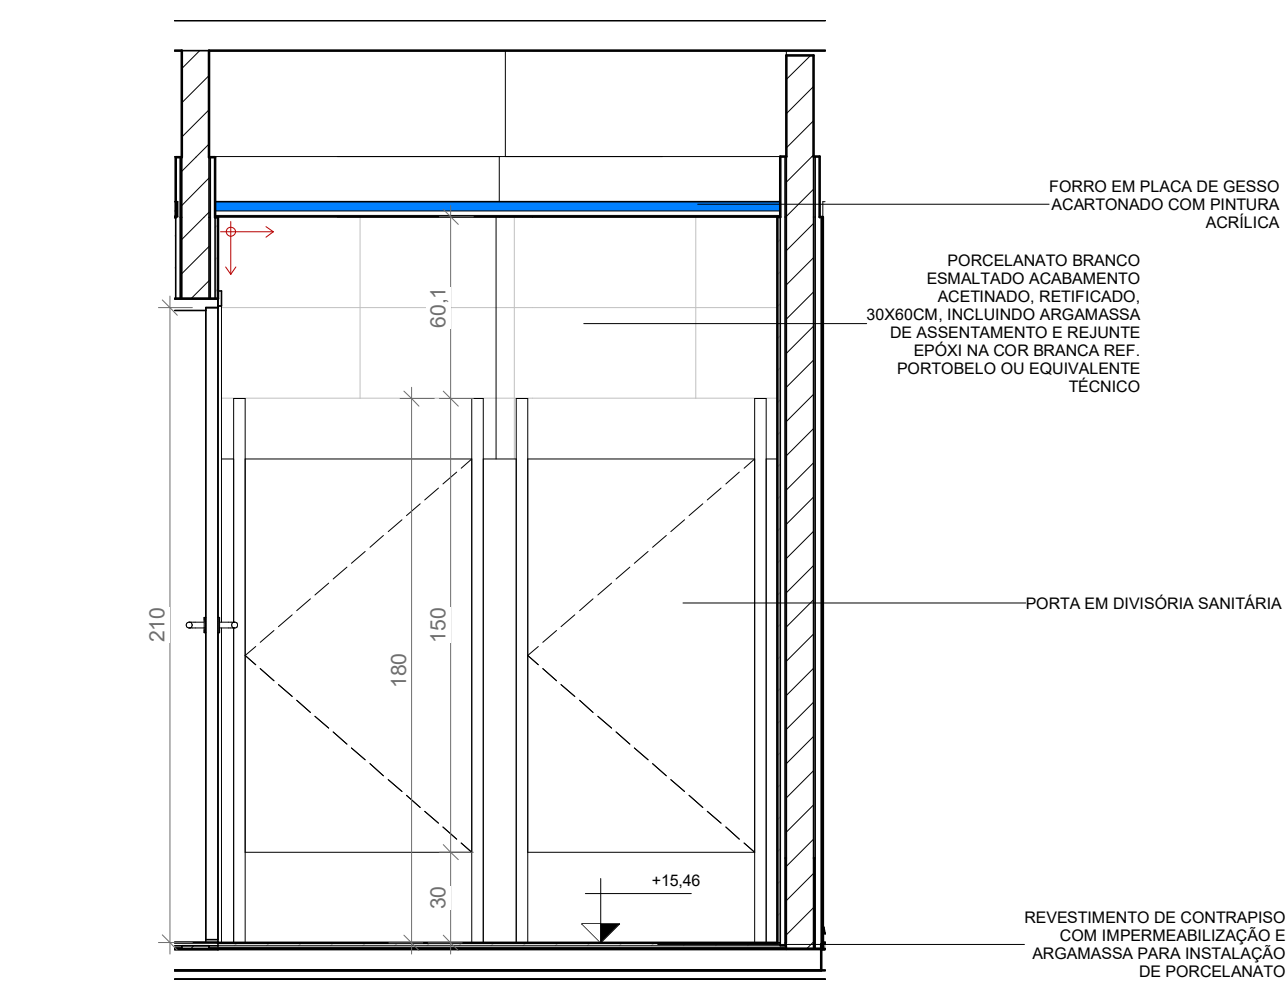 FORRO EM PLACA DE GESSO
ACARTONADO COM PINTURA
ACRÍLICA
PORCELANATO BRANCO
ESMALTADO ACABAMENTO
ACETINADO, RETIFICADO,
30X60CM, INCLUINDO ARGAMASSA
DE ASSENTAMENTO E REJUNTE
EPÓXI NA COR BRANCA REF.
PORTOBELO OU EQUIVALENTE
TÉCNICO
60,1
210
150
180
PORTA EM DIVISÓRIA SANITÁRIA
30
+15,46
REVESTIMENTO DE CONTRAPISO
COM IMPERMEABILIZAÇÃO E
ARGAMASSA PARA INSTALAÇÃO
DE PORCELANATO